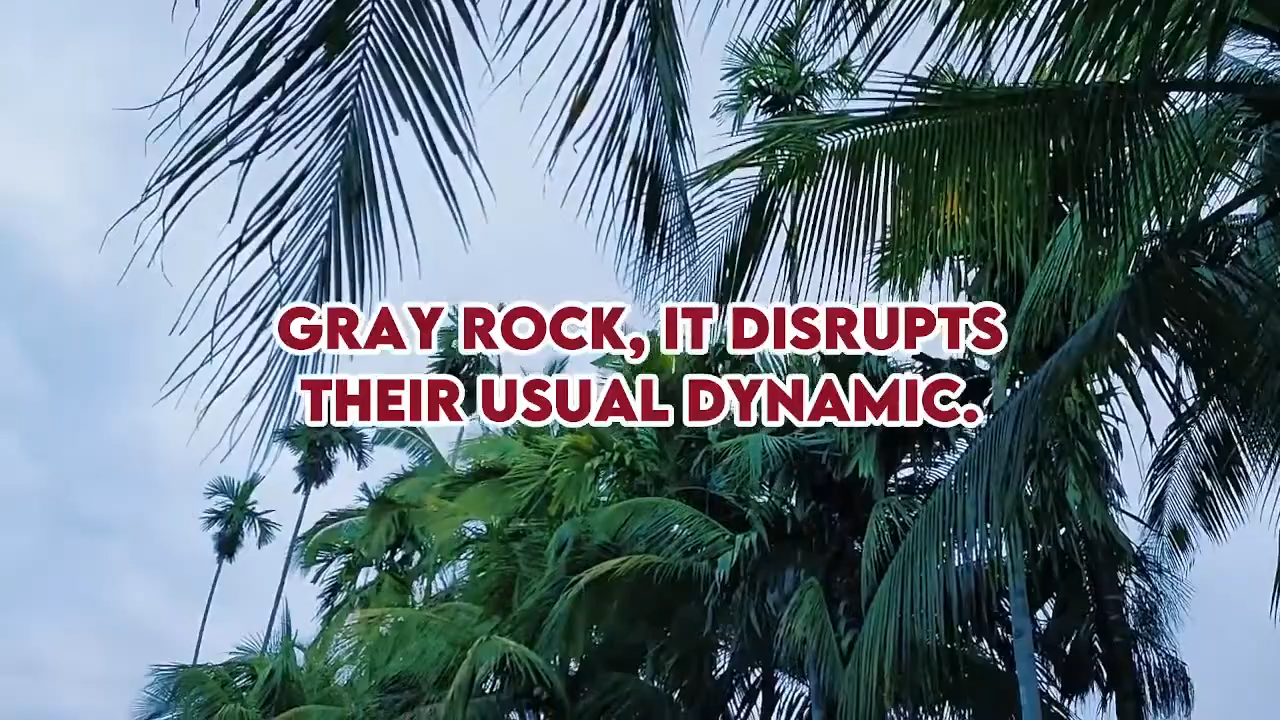 GRAY ROCK, IT DISRUPTS
THEIR USUAL DYNAMIC.